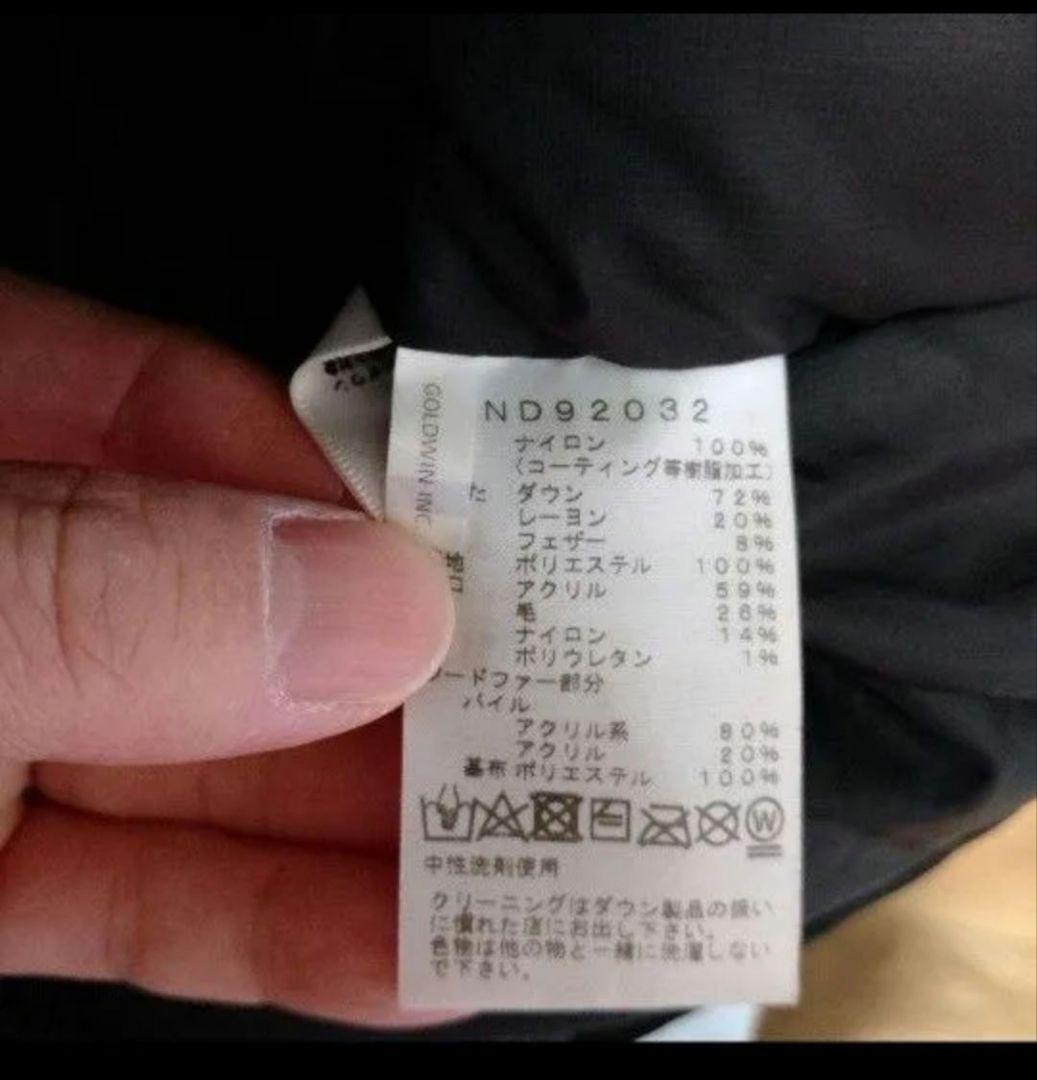 GOLDWIN INC.
ND92032
ナイロン 100%
(コーティング等樹脂加工)
た ダウン 72%
レーヨン 20%
フェザー 8%
ポリエステル 100%
口 アクリル 59%
毛 26%
ナイロン 14%
ポリウレタン 1%
ードファー部分
パイル
アクリル系 80%
アクリル 20%
基布 ポリエステル 100%
W
中性洗剤使用
クリーニングはダウン製品の扱い
に慣れた店にお出し下さい。
色物は他の物と一緒に洗濯しない
で下さい。